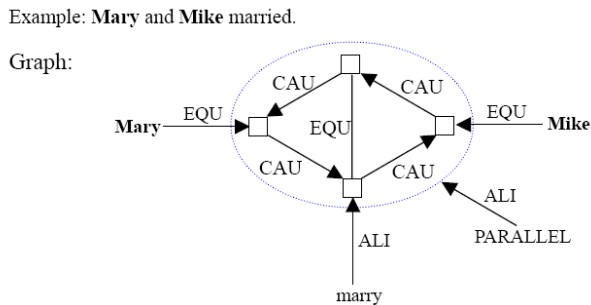 Example: Mary and Mike married.
Graph:
CAU
CAU
EQU
EQU
Mary
EQU
Mike
CAU
CAU
ALI
ALI
PARALLEL
marry